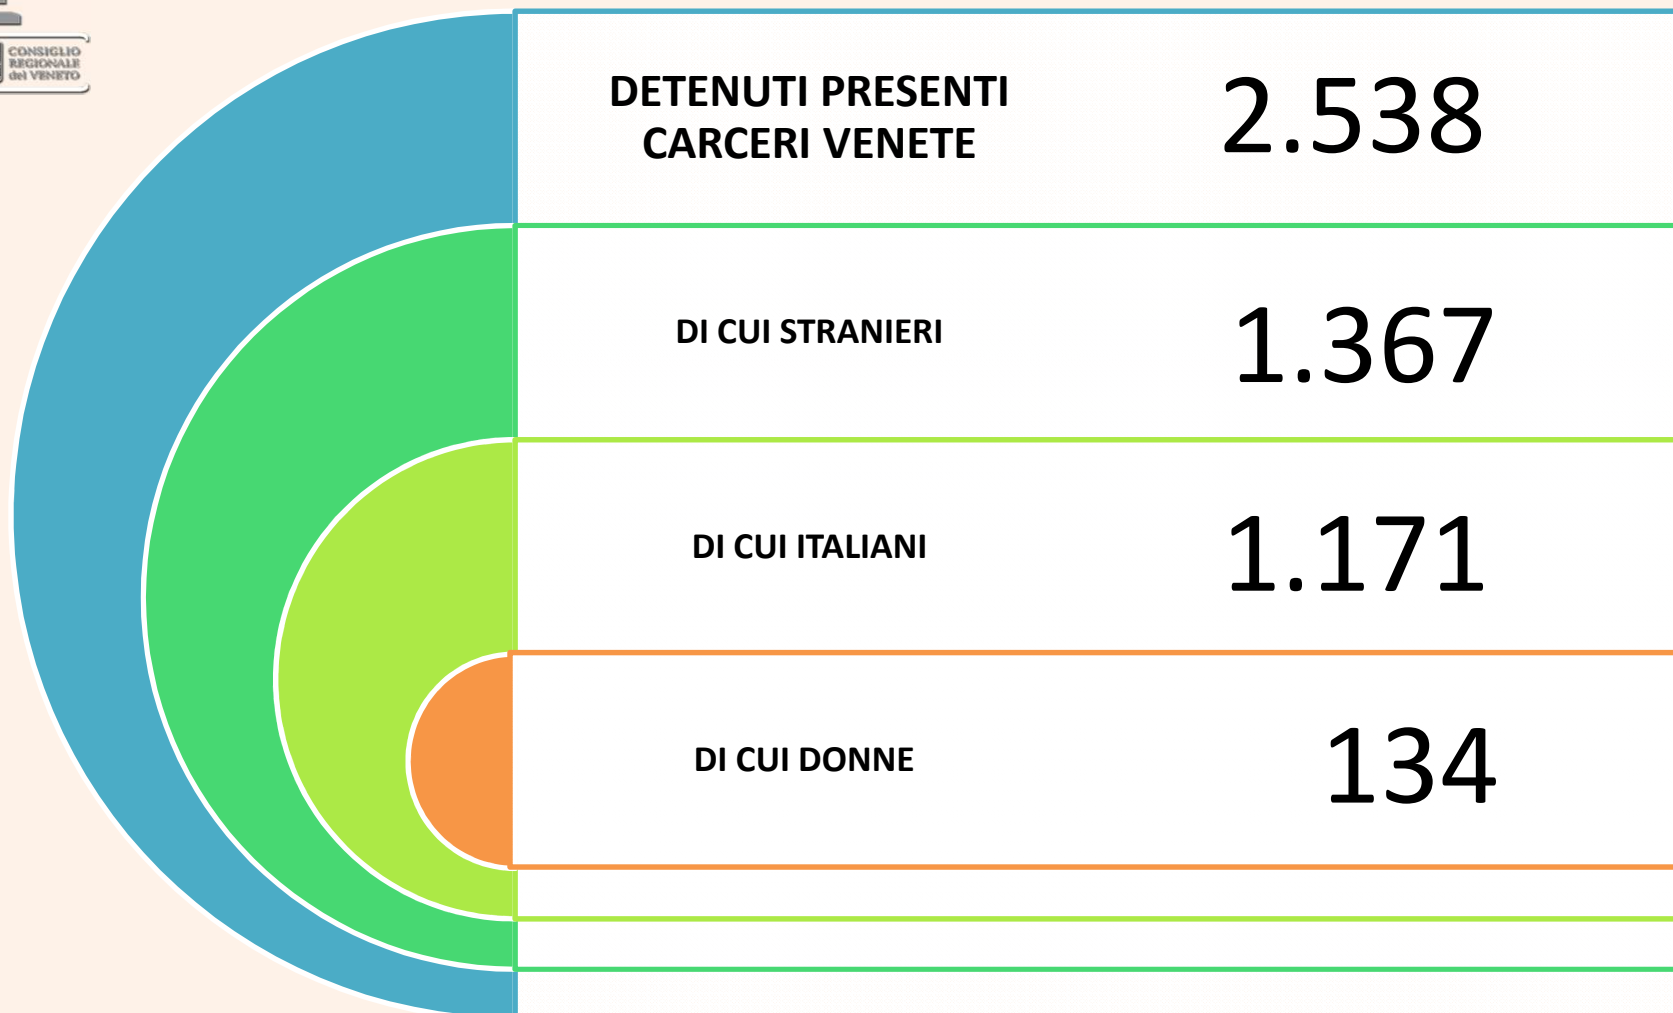 CONSIGLIO
REGIONALE
del VENETO
DETENUTI PRESENTI
CARCERI VENETE
2.538
DI CUI STRANIERI
1.367
DI CUI ITALIANI
1.171
DI CUI DONNE
134